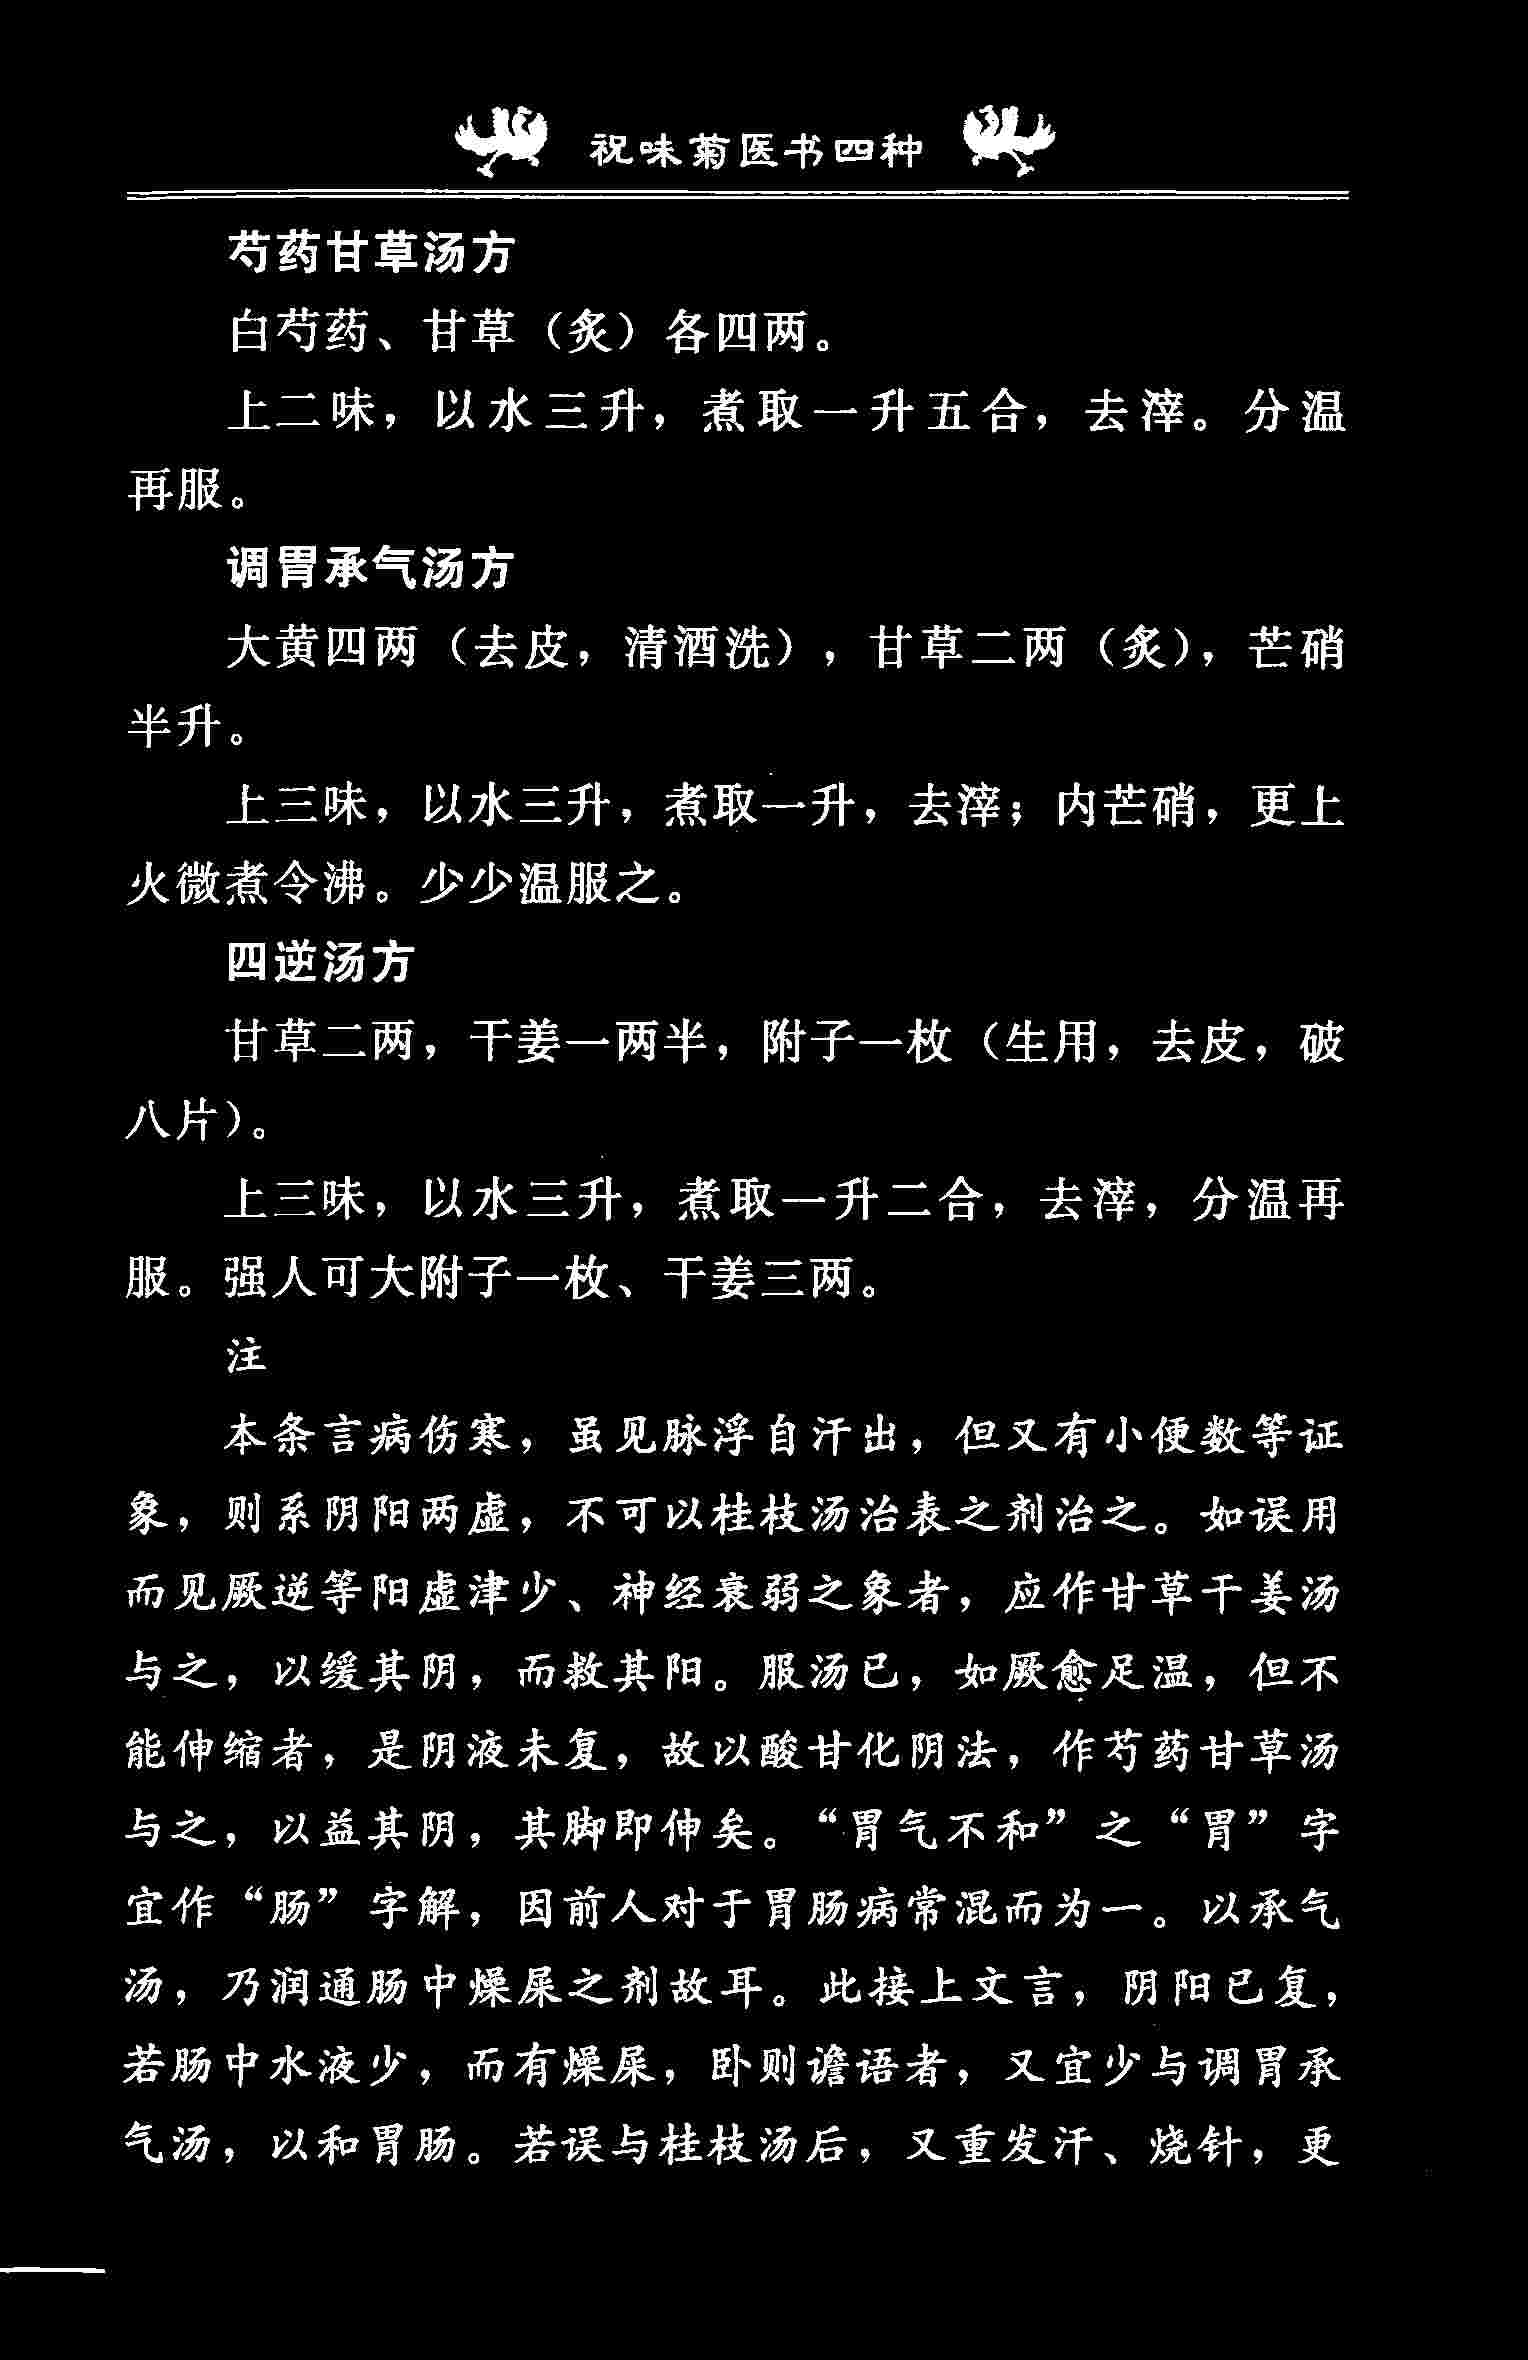 祝味菊医书四种
芍药甘草汤方
白芍药、甘草（炙）各四两。
上二味，以水三升，煮取一升五合，去滓。分温
再服。
调胃承气汤方
大黄四两（去皮，清酒洗），甘草二两（炙），芒硝
半升。
上三味，以水三升，煮取一升，去滓；内芒硝，更上
火微煮令沸。少少温服之。
四逆汤方
甘草二两，干姜一两半，附子一枚（生用，去皮，破
八片）。
上三味，以水三升，煮取一升二合，去滓，分温再
服。强人可大附子一枚、干姜三两。
注
本条言病伤寒，虽见脉浮自汗出，但又有小便数等证
象，则系阴阳两虚，不可以桂枝汤治表之剂治之。如误用
而见厥逆等阳虚津少、神经衰弱之象者，应作甘草干姜汤
与之，以缓其阴，而救其阳。服汤已，如厥愈足温，但不
能伸缩者，是阴液未复，故以酸甘化阴法，作芍药甘草汤
与之，以益其阴，其脚即伸矣。“胃气不和”之“胃”字
宜作“肠”字解，因前人对于胃肠病常混而为一。以承气
汤，乃润通肠中燥屎之剂故耳。此接上文言，阴阳已复，
若肠中水液少，而有燥屎，卧则谵语者，又宜少与调胃承
气汤，以和胃肠。若误与桂枝汤后，又重发汗、烧针，更